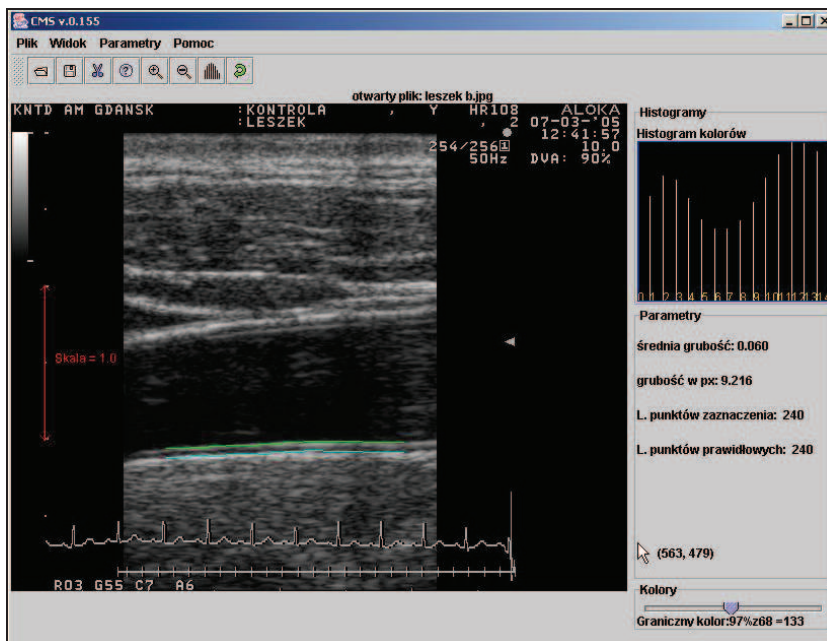 CMS v.0.155
Plik Widok Parametry Pomoc
otwarty plik: leszek b.jpg
KNTD AM GDANSK :KONTROLA , Y HR108 ALOKA
:LESZEK , 2 07-03-'05
12:41:57
254/256 1 10.0
50Hz DVA: 90%
Skala = 1.0
R03 G55 C7 A6
Histogramy
Histogram kolorów
0 1 2 3 4 5 6 7 8 9 10 11 12 13 14
Parametry
średnia grubość: 0.060
grubość w px: 9.216
L. punktów zaznaczenia: 240
L. punktów prawidłowych: 240
(563, 479)
Kolory
Graniczny kolor:97%z68 =133